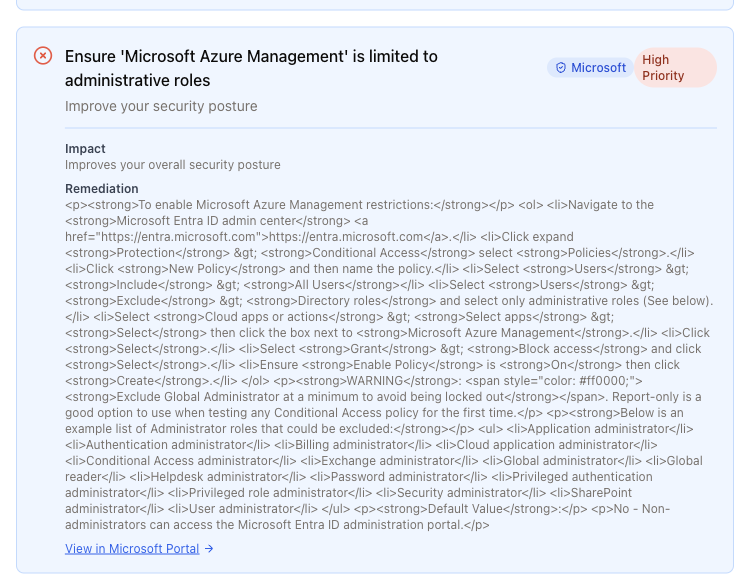 Ensure 'Microsoft Azure Management' is limited to
administrative roles
Microsoft
High
Priority
Improve your security posture
Impact
Improves your overall security posture
Remediation
<p><strong>To enable Microsoft Azure Management restrictions:</strong></p> <ol> <li>Navigate to the
<strong>Microsoft Entra ID admin center</strong> <a
href="https://entra.microsoft.com">https://entra.microsoft.com</a>.</li> <li>Click expand
<strong>Protection</strong> &gt; <strong>Conditional Access</strong> select <strong>Policies</strong>.</li>
<li>Click <strong>New Policy</strong> and then name the policy.</li> <li>Select <strong>Users</strong> &gt;
<strong>Include</strong> &gt; <strong>All Users</strong></li> <li>Select <strong>Users</strong> &gt;
<strong>Exclude</strong> &gt; <strong>Directory roles</strong> and select only administrative roles (See below).
</li> <li>Select <strong>Cloud apps or actions</strong> &gt; <strong>Select apps</strong> &gt;
<strong>Select</strong> then click the box next to <strong>Microsoft Azure Management</strong>.</li> <li>Click
<strong>Select</strong>.</li> <li>Select <strong>Grant</strong> &gt; <strong>Block access</strong> and click
<strong>Select</strong>.</li> <li>Ensure <strong>Enable Policy</strong> is <strong>On</strong> then click
<strong>Create</strong>.</li> </ol> <p><strong>WARNING</strong>: <span style="color: #ff0000;">
<strong>Exclude Global Administrator at a minimum to avoid being locked out</strong></span>. Report-only is a
good option to use when testing any Conditional Access policy for the first time.</p> <p><strong>Below is an
example list of Administrator roles that could be excluded:</strong></p> <ul> <li>Application administrator</li>
<li>Authentication administrator</li> <li>Billing administrator</li> <li>Cloud application administrator</li>
<li>Conditional Access administrator</li> <li>Exchange administrator</li> <li>Global administrator</li> <li>Global
reader</li> <li>Helpdesk administrator</li> <li>Password administrator</li> <li>Privileged authentication
administrator</li> <li>Privileged role administrator</li> <li>Security administrator</li> <li>SharePoint
administrator</li> <li>User administrator</li> </ul> <p><strong>Default Value</strong>:</p> <p>No - Non-
administrators can access the Microsoft Entra ID administration portal.</p>
View in Microsoft Portal →